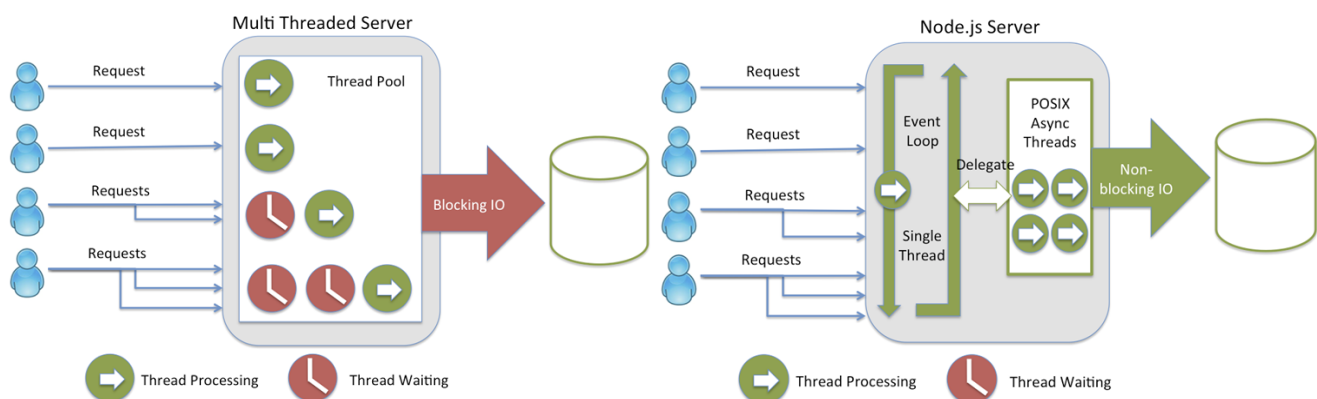 Multi Threaded Server
Request
Thread Pool
Request
Requests
Blocking IO
Requests
Thread Processing
Thread Waiting
Node.js Server
Request
Request
Event
Loop
POSIX
Async
Threads
Delegate
Requests
Non-
blocking IO
Single
Thread
Requests
Thread Processing
Thread Waiting